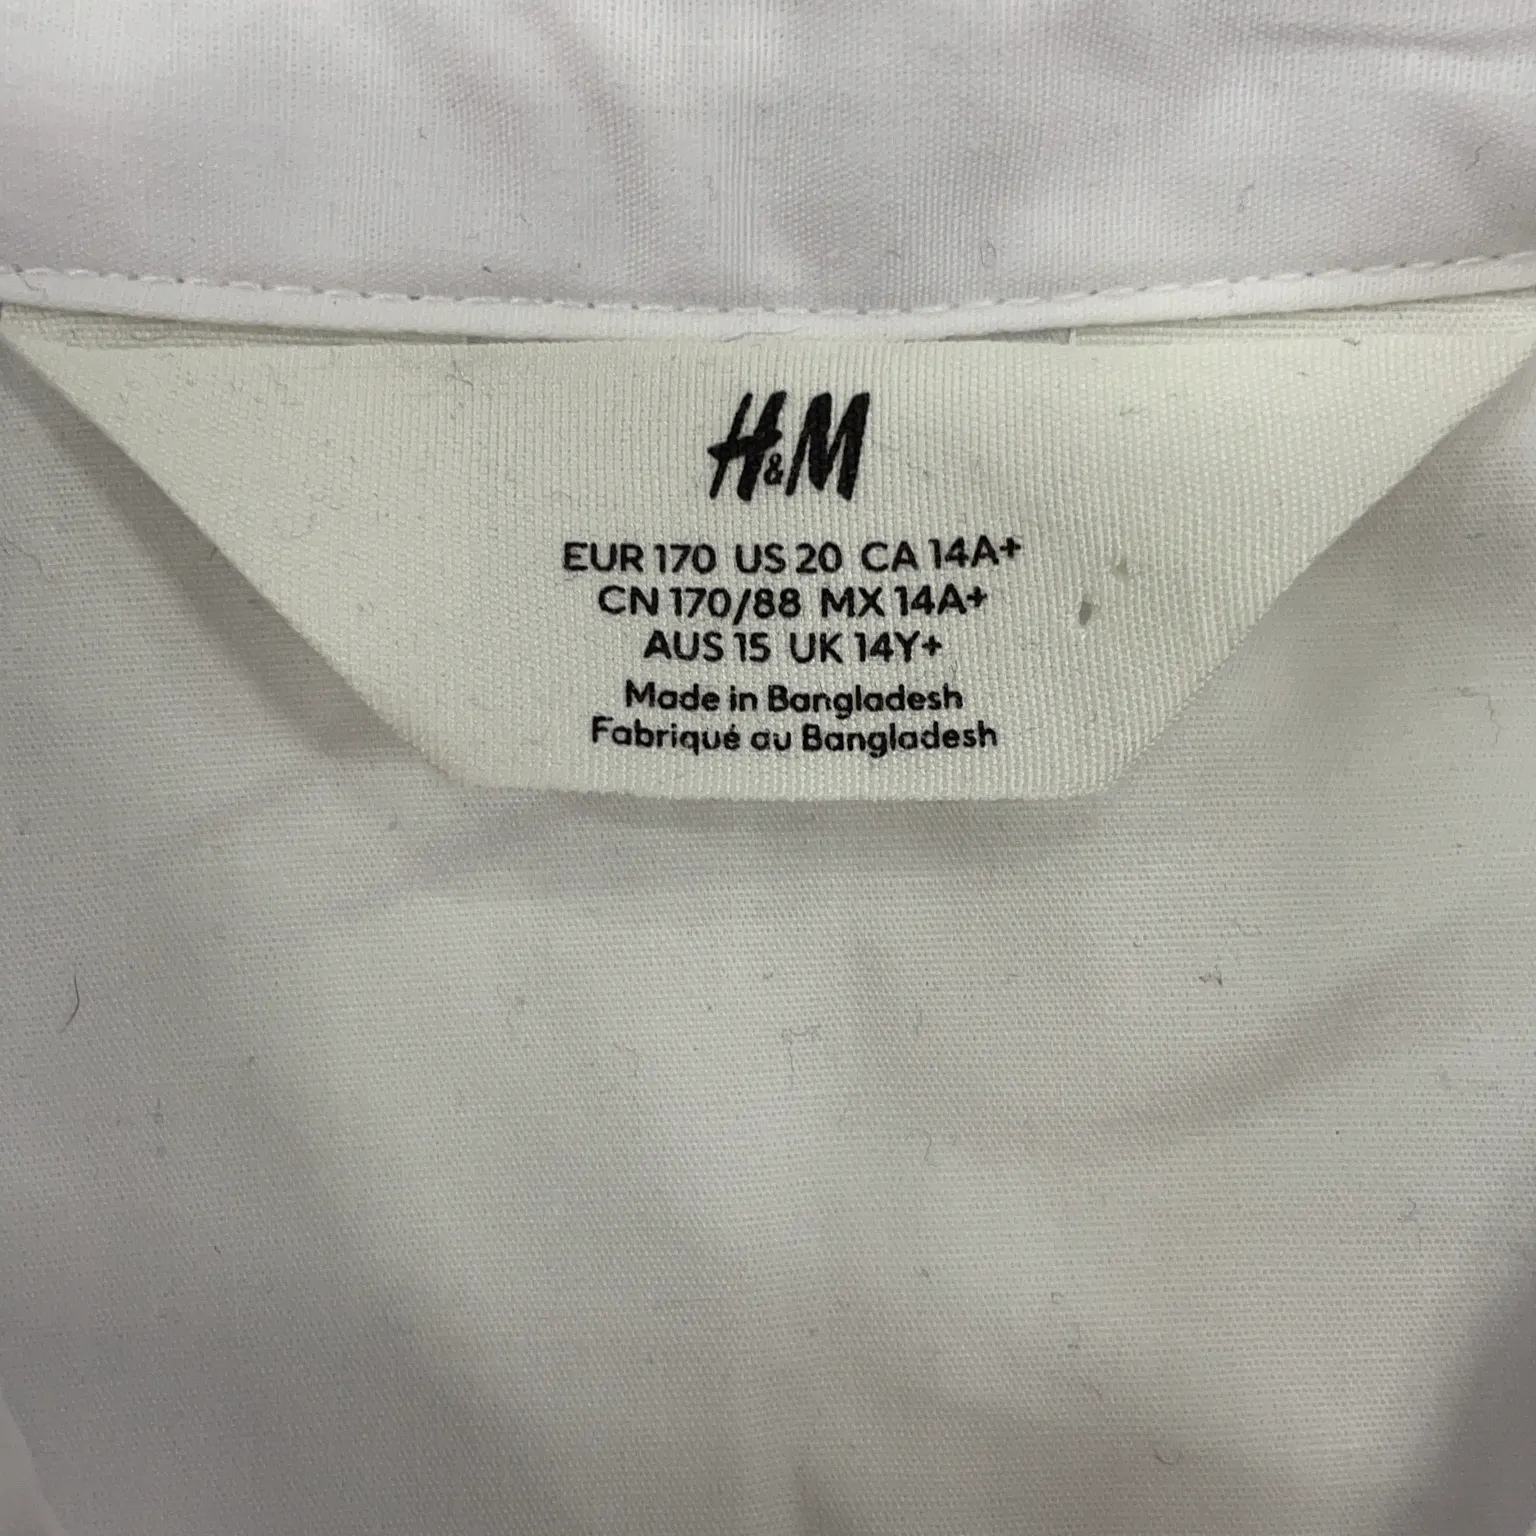 H&M
EUR 170 US 20 CA 14A+
CN 170/88 MX 14A+
AUS 15 UK 14Y+
Made in Bangladesh
Fabriqué au Bangladesh